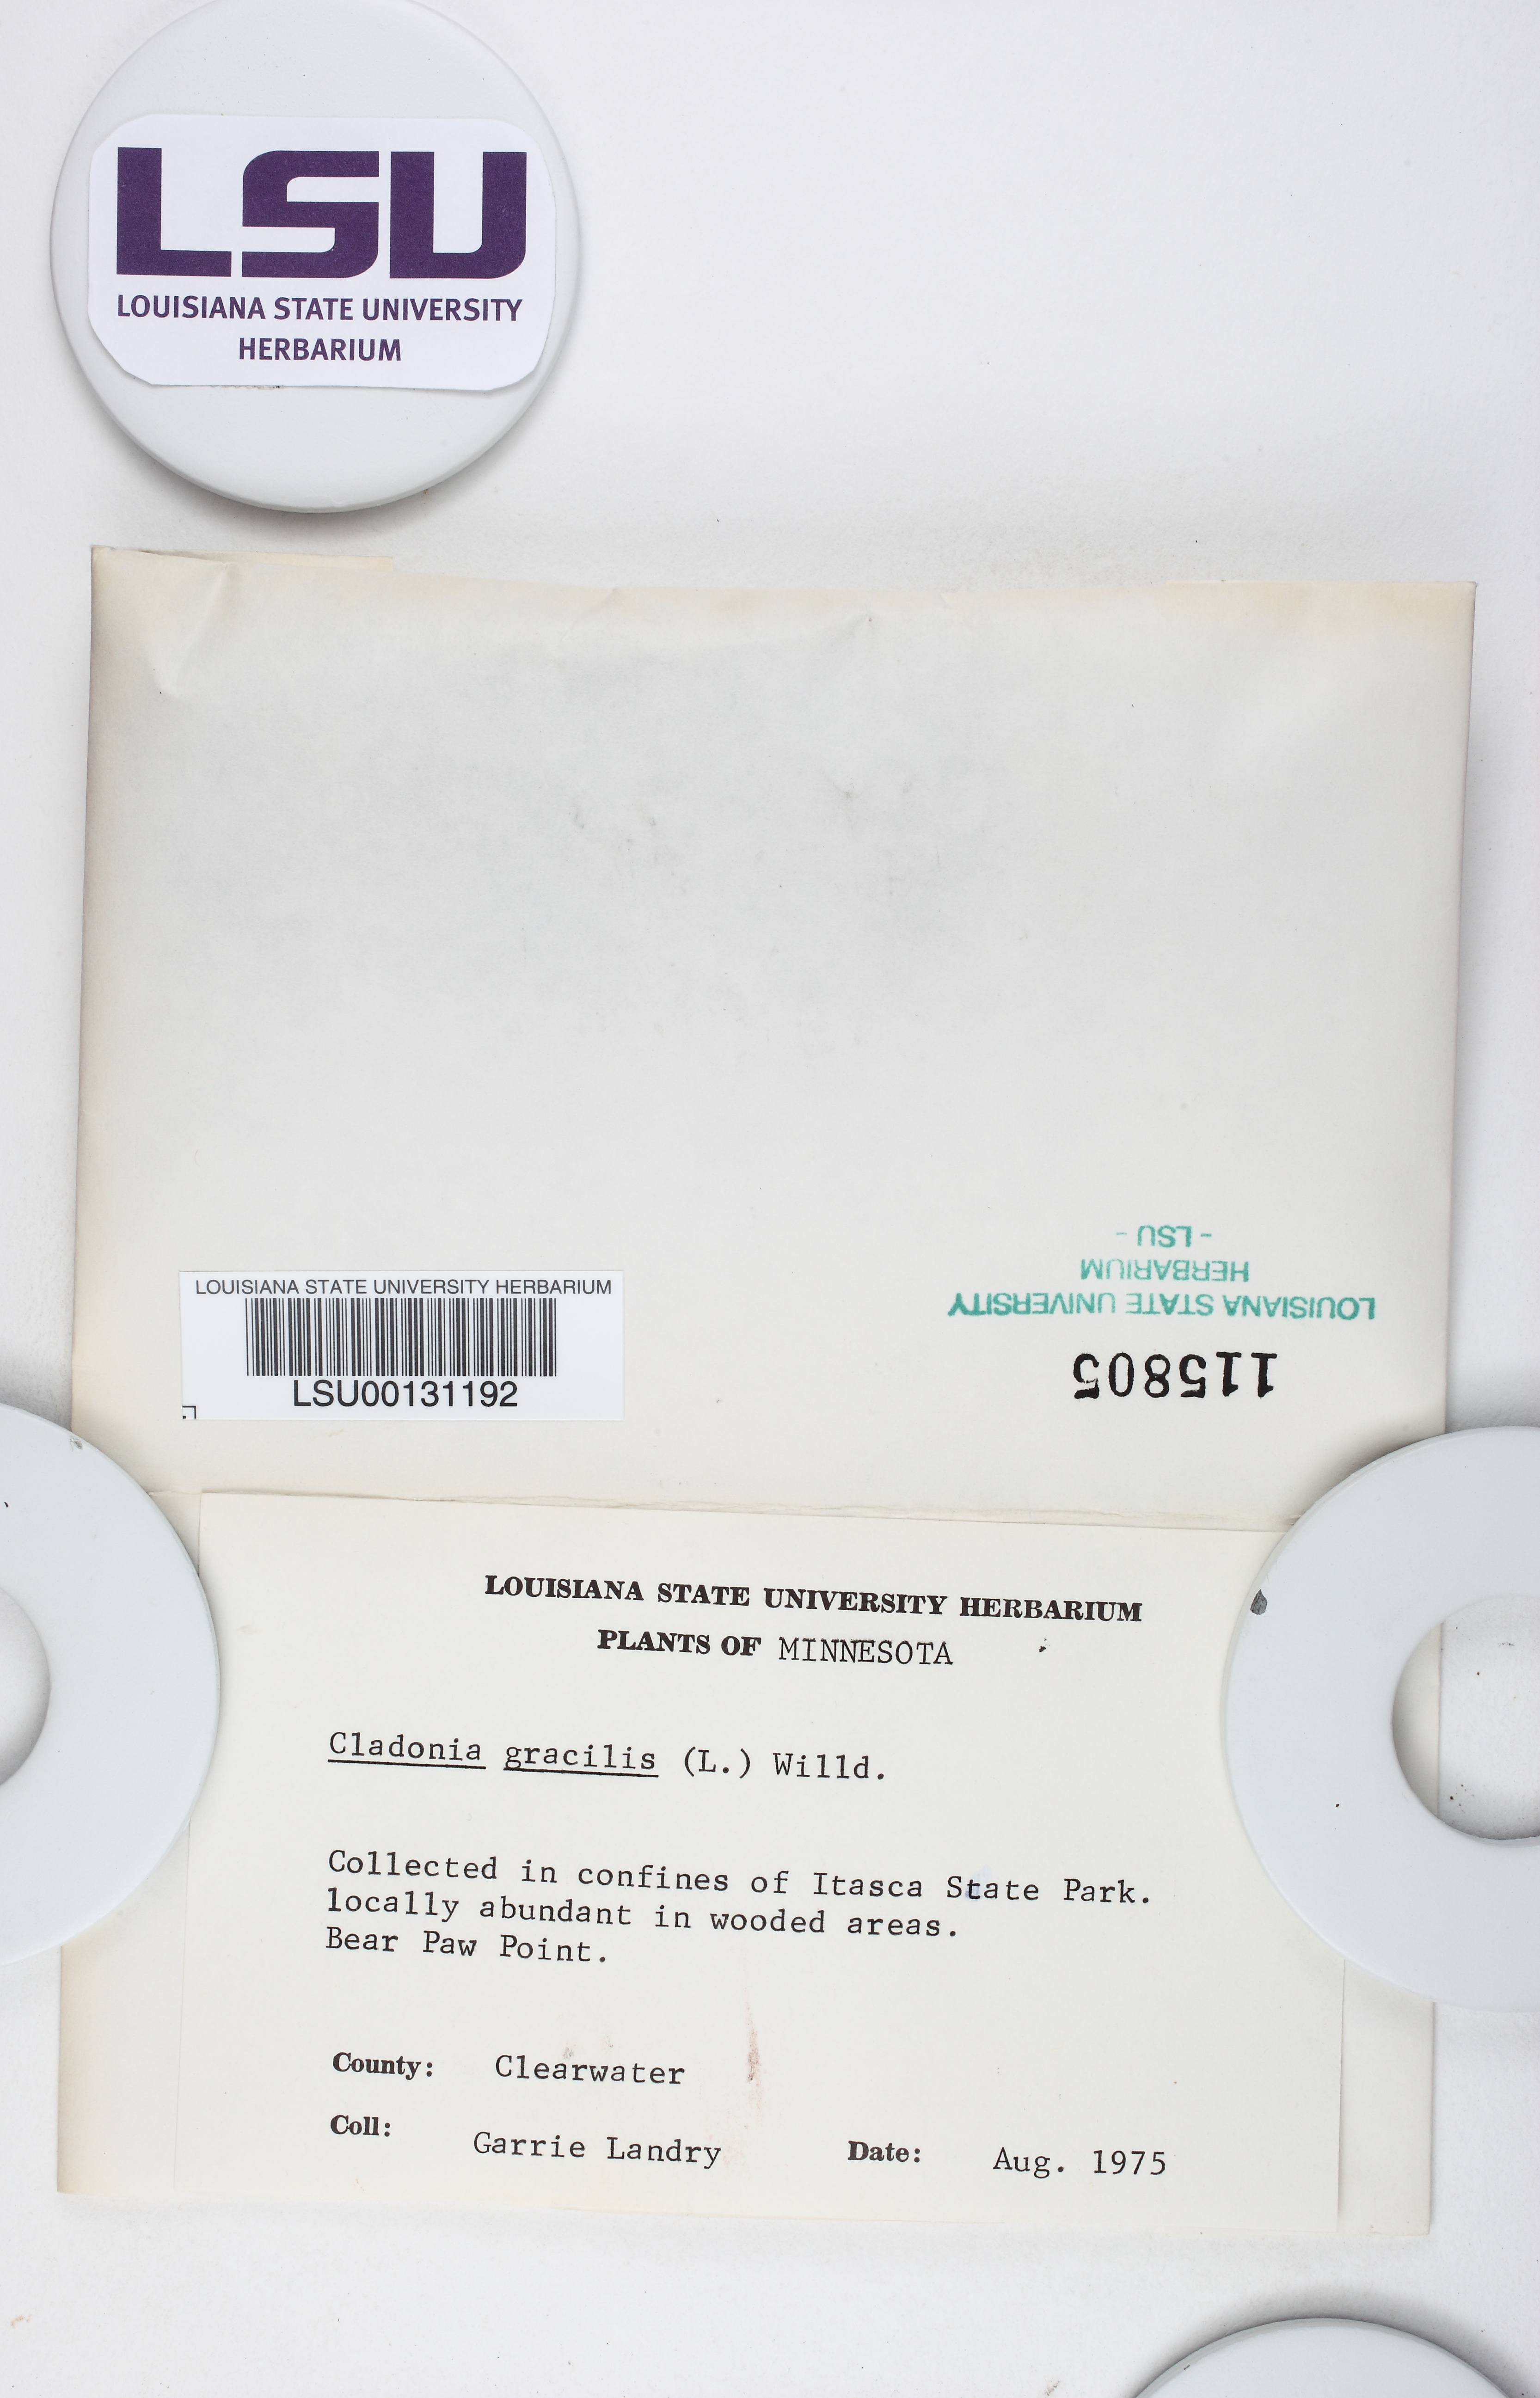 LSU
LOUISIANA STATE UNIVERSITY
HERBARIUM
LOUISIANA STATE UNIVERSITY HERBARIUM
LSU00131192
115805
LOUISIANA STATE UNIVERSITY
HERBARIUM
- LSU -
LOUISIANA STATE UNIVERSITY HERBARIUM
PLANTS OF MINNESOTA
Cladonia gracilis (L.) Willd.
Collected in confines of Itasca State Park.
locally abundant in wooded areas.
Bear Paw Point.
County: Clearwater
Coll: Garrie Landry Date: Aug. 1975